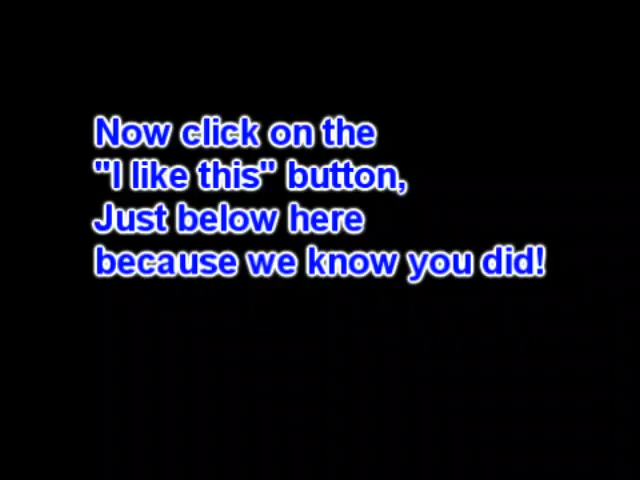 Now click on the
"I like this" button,
Just below here
because we know you did!